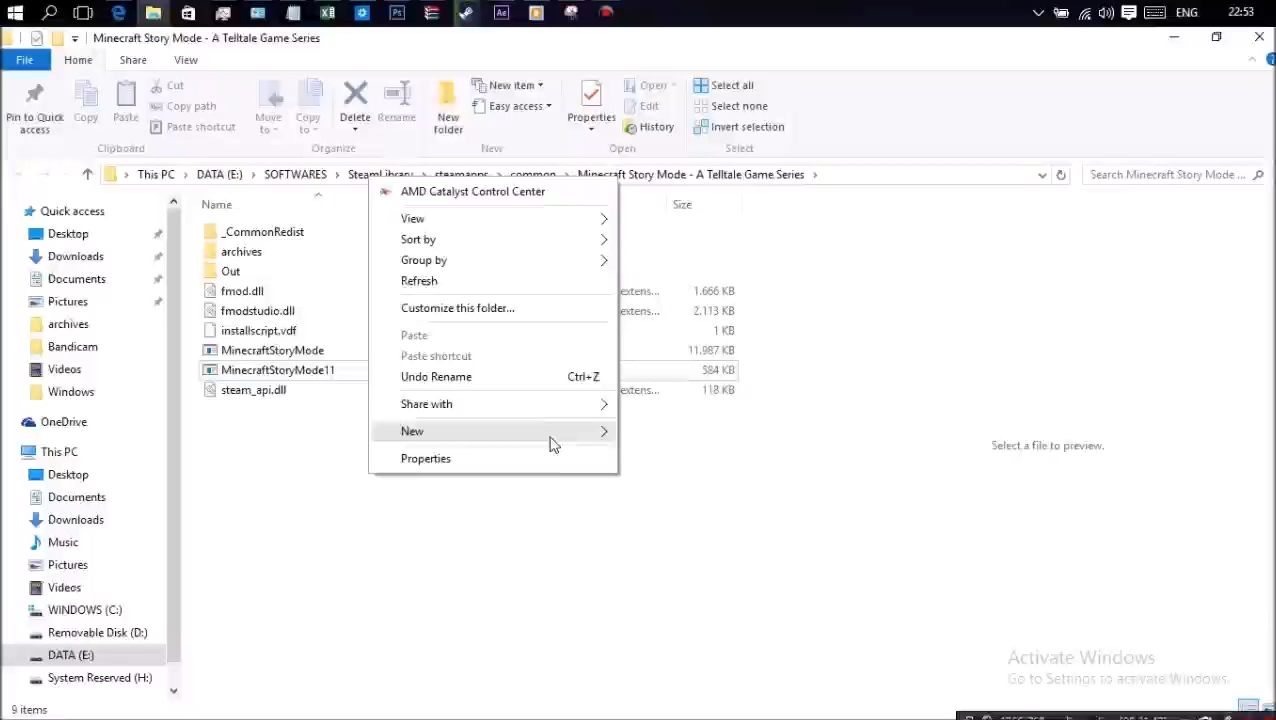 ENG
22:53
Minecraft Story Mode - A Telltale Game Series
File
Home
Share
View
Pin to Quick access
Copy
Paste
Cut
Copy path
Paste shortcut
Clipboard
Move to
Copy to
Delete
Rename
Organize
New folder
New item
Easy access
New
Properties
Open
Edit
History
Open
Select all
Select none
Invert selection
Select
This PC > DATA (E:) > SOFTWARES > SteamLibrary > steamapps > common > Minecraft Story Mode - A Telltale Game Series >
Search Minecraft Story Mode ...
Name
Size
Quick access
Desktop
Downloads
Documents
Pictures
archives
Bandicam
Videos
Windows
OneDrive
This PC
Desktop
Documents
Downloads
Music
Pictures
Videos
WINDOWS (C:)
Removable Disk (D:)
DATA (E:)
System Reserved (H:)
_CommonRedist
archives
Out
fmod.dll
extens...
1.666 KB
fmodstudio.dll
extens...
2.113 KB
installscript.vdf
1 KB
MinecraftStoryMode
11.987 KB
MinecraftStoryMode11
584 KB
steam_api.dll
extens...
118 KB
AMD Catalyst Control Center
View
Sort by
Group by
Refresh
Customize this folder...
Paste
Paste shortcut
Undo Rename Ctrl+Z
Share with
New
Properties
Select a file to preview.
Activate Windows
Go to Settings to activate Windows.
9 items